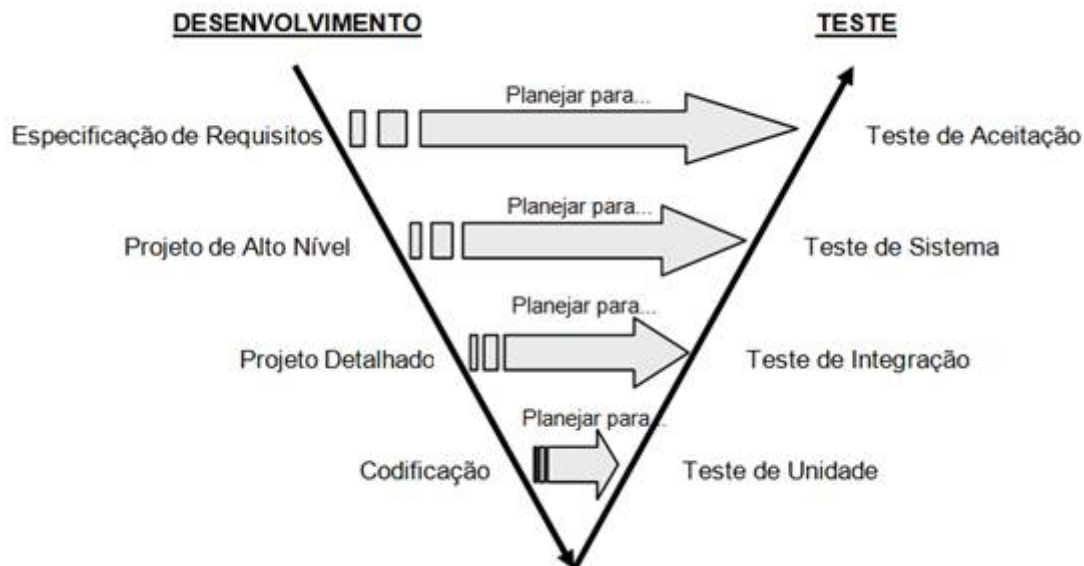 DESENVOLVIMENTO
TESTE
Planejar para...
Especificação de Requisitos
Teste de Aceitação
Planejar para...
Projeto de Alto Nível
Teste de Sistema
Planejar para...
Projeto Detalhado
Teste de Integração
Planejar para...
Codificação
Teste de Unidade